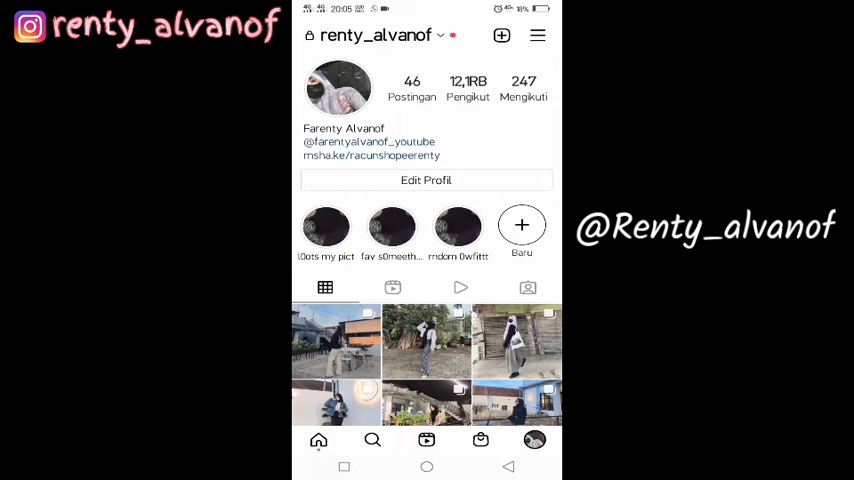 renty_alvanof
20:05
4G 18%
renty_alvanof
46
12,1RB
247
Postingan
Pengikut
Mengikuti
Farenty Alvanof
@farentyalvanof_youtube
msha.ke/racunshopeerenty
Edit Profil
l0ots my pict
fav s0meeth...
rndom 0wfittt
Baru
@Renty_alvanof